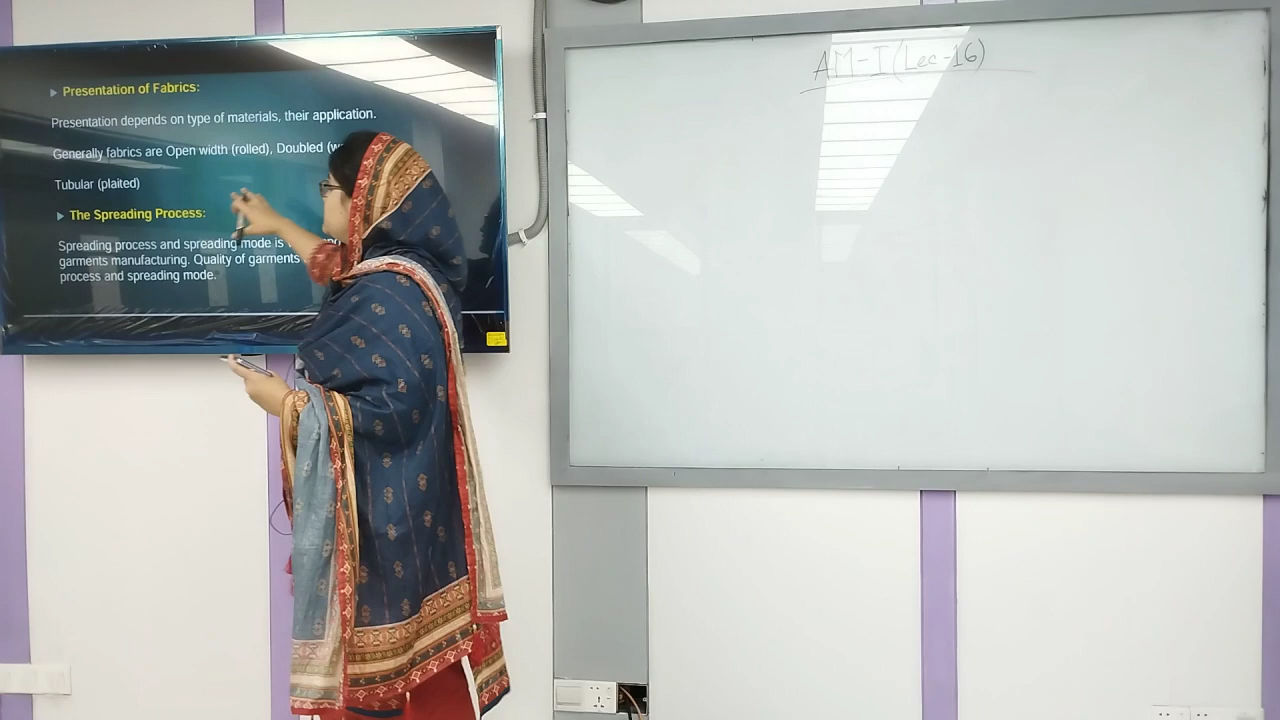 Presentation of Fabrics:
Presentation depends on type of materials, their application.
Generally fabrics are Open width (rolled), Doubled
Tubular (plaited)
The Spreading Process:
Spreading process and spreading mode is
garments manufacturing. Quality of garments
process and spreading mode.
AM-I (Lec-16)